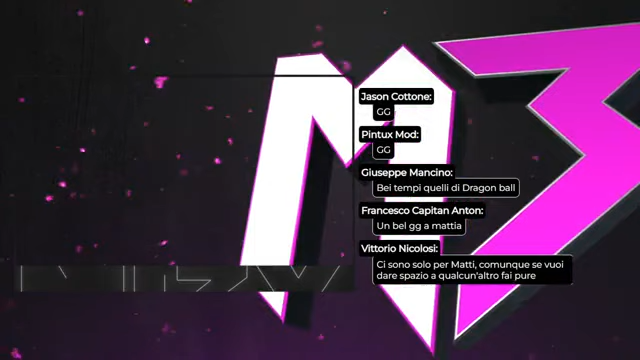 M3
Jason Cottone:
GG
Pintux Mod:
GG
Giuseppe Mancino:
Bei tempi quelli di Dragon ball
Francesco Capitan Anton:
Un bel gg a mattia
Vittorio Nicolosi:
Ci sono solo per Matti, comunque se vuoi
dare spazio a qualcun'altro fai pure